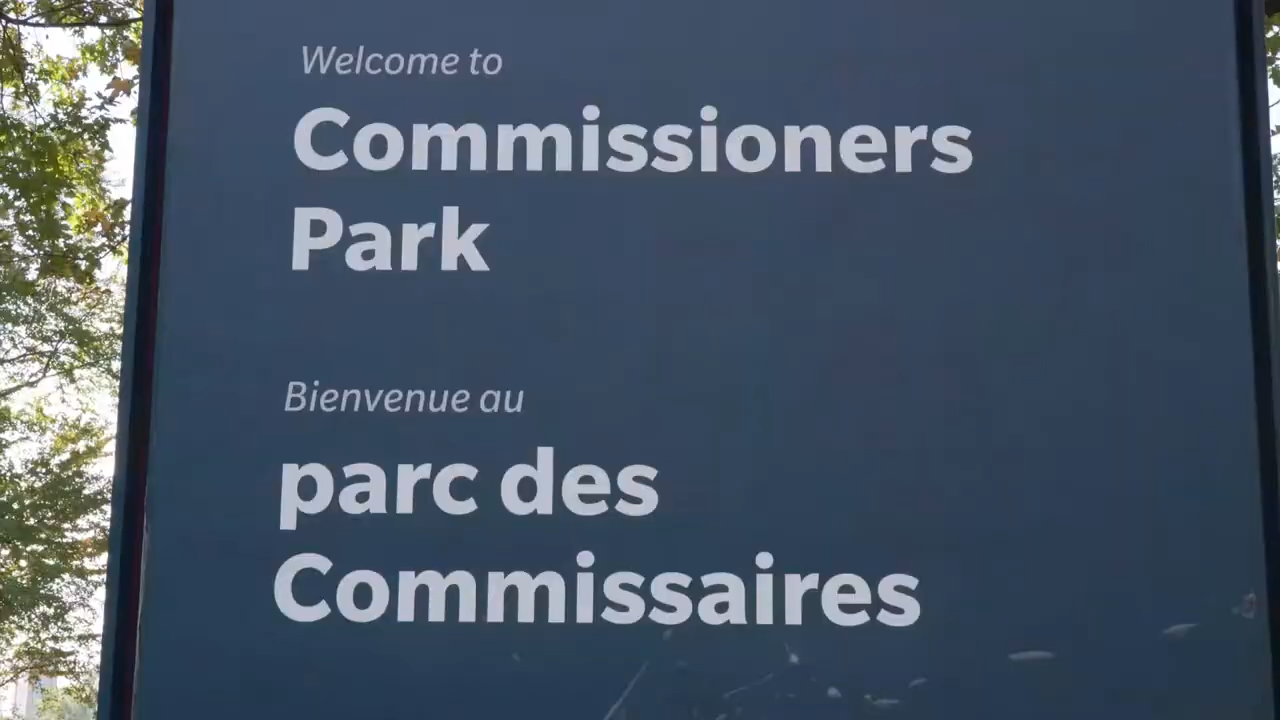 Welcome to
Commissioners
Park
Bienvenue au
parc des
Commissaires